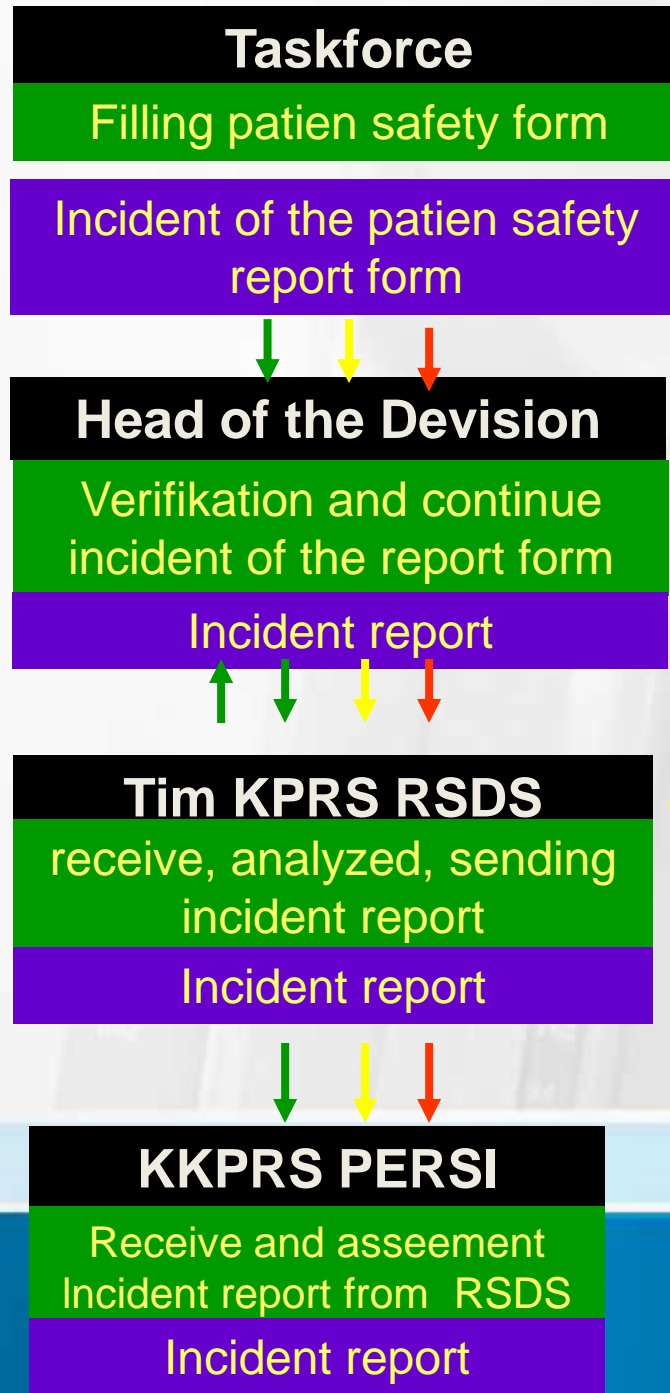 Taskforce
Filling patien safety form
Incident of the patien safety
report form
Head of the Devision
Verifikation and continue
incident of the report form
Incident report
Tim KPRS RSDS
receive, analyzed, sending
incident report
Incident report
KKPRS PERSI
Receive and asseement
Incident report from RSDS
Incident report